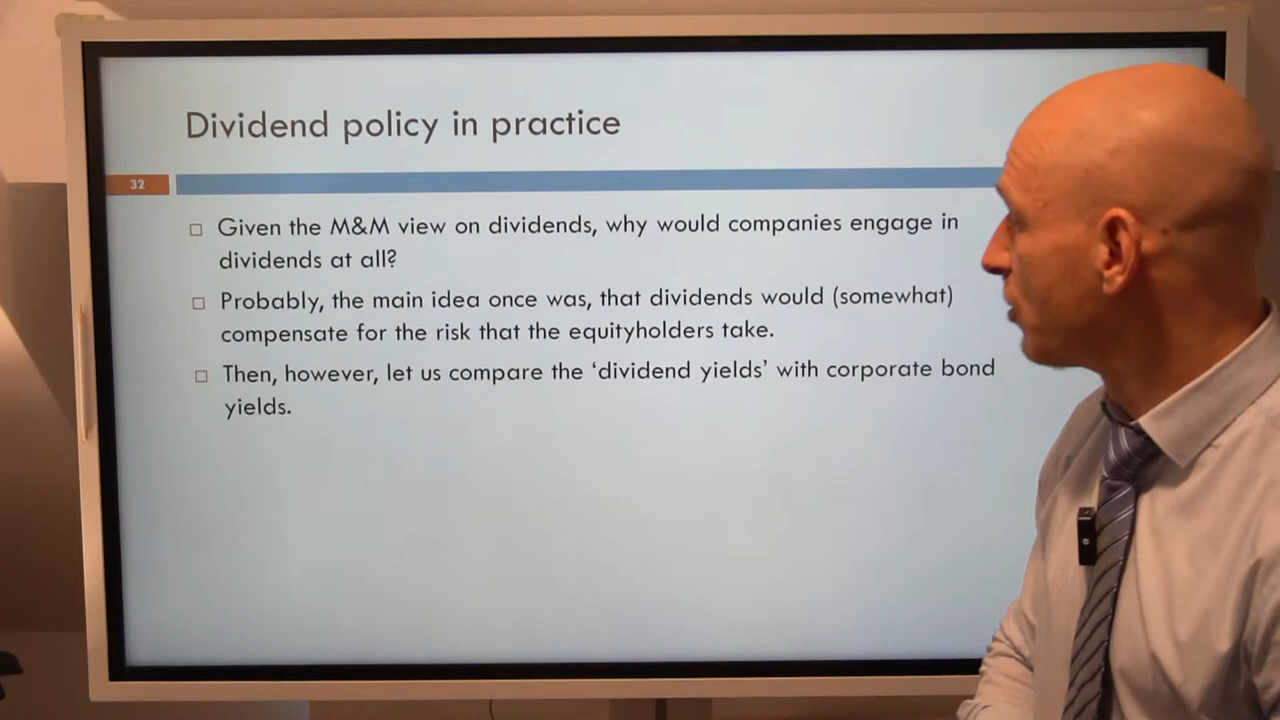 Dividend policy in practice
32
Given the M&M view on dividends, why would companies engage in
dividends at all?
Probably, the main idea once was, that dividends would (somewhat)
compensate for the risk that the equityholders take.
Then, however, let us compare the ‘dividend yields’ with corporate bond
yields.